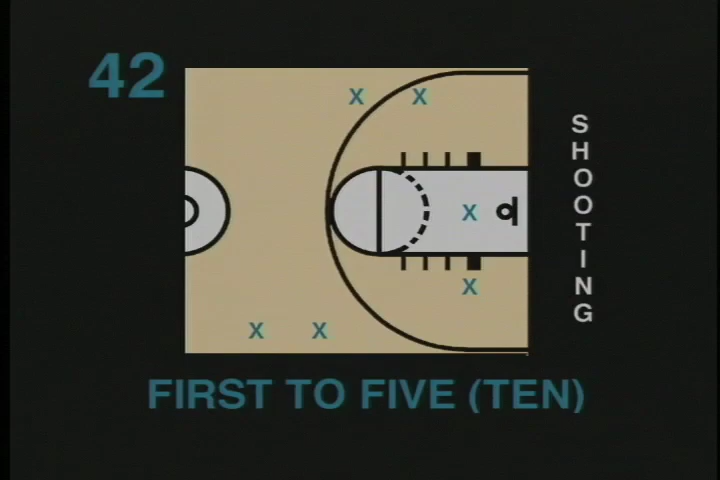 42
X X
X
X
X X
SHOOTING
FIRST TO FIVE (TEN)